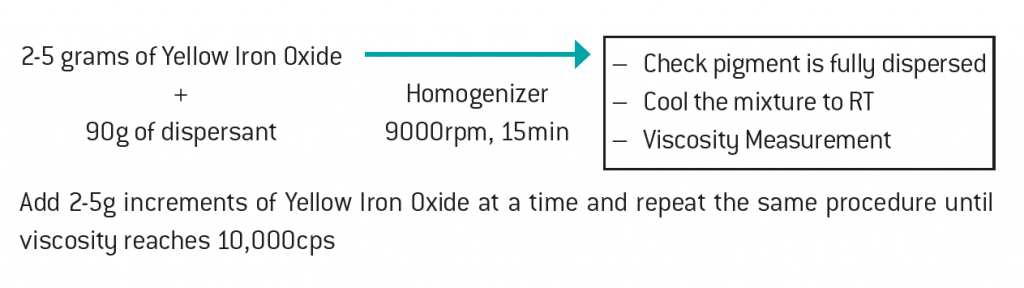 2-5 grams of Yellow Iron Oxide
+
90g of dispersant
Homogenizer
9000rpm, 15min
– Check pigment is fully dispersed
– Cool the mixture to RT
– Viscosity Measurement
Add 2-5g increments of Yellow Iron Oxide at a time and repeat the same procedure until
viscosity reaches 10,000cps